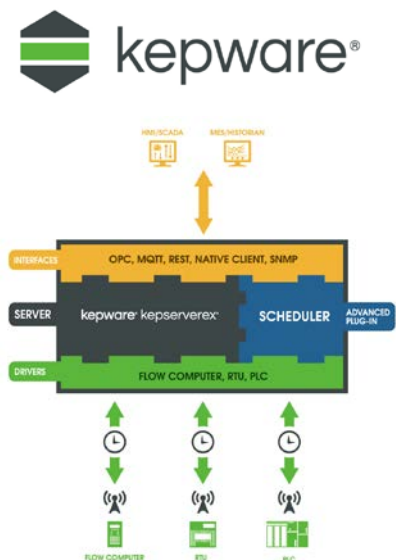 kepware®
HMI/SCADA MES/HISTORIAN
INTERFACES OPC, MQTT, REST, NATIVE CLIENT, SNMP
SERVER kepware® kepserverex® SCHEDULER ADVANCED
PLUG-IN
DRIVERS FLOW COMPUTER, RTU, PLC
FLOW COMPUTER RTU PLC